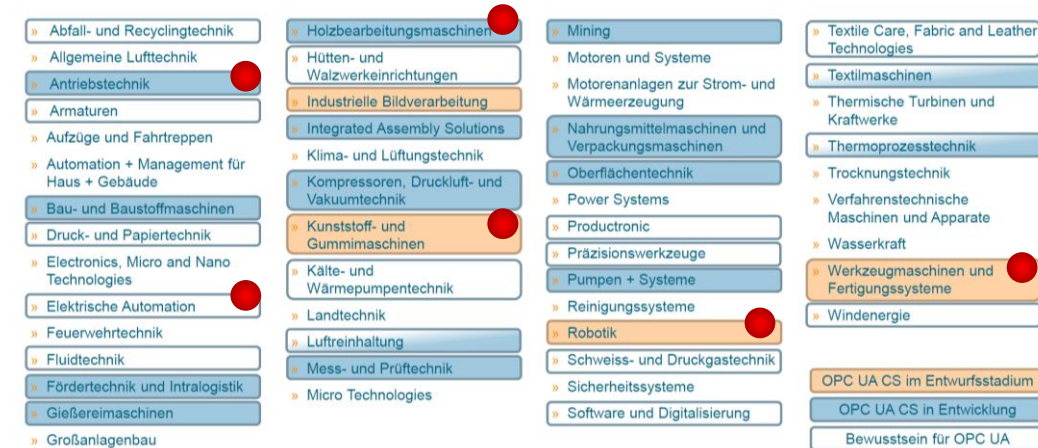 » Abfall- und Recyclingtechnik
» Allgemeine Lufttechnik
» Antriebstechnik
» Armaturen
» Aufzüge und Fahrtreppen
» Automation + Management für
Haus + Gebäude
» Bau- und Baustoffmaschinen
» Druck- und Papiertechnik
» Electronics, Micro and Nano
Technologies
» Elektrische Automation
» Feuerwehrtechnik
» Fluidtechnik
» Fördertechnik und Intralogistik
» Gießereimaschinen
» Großanlagenbau
» Holzbearbeitungsmaschinen
» Hütten- und
Walzwerkeinrichtungen
» Industrielle Bildverarbeitung
» Integrated Assembly Solutions
» Klima- und Lüftungstechnik
» Kompressoren, Druckluft- und
Vakuumtechnik
» Kunststoff- und
Gummimaschinen
» Kälte- und
Wärmepumpentechnik
» Landtechnik
» Luftreinhaltung
» Mess- und Prüftechnik
» Micro Technologies
» Mining
» Motoren und Systeme
» Motorenanlagen zur Strom- und
Wärmeerzeugung
» Nahrungsmittelmaschinen und
Verpackungsmaschinen
» Oberflächentechnik
» Power Systems
» Productronic
» Präzisionswerkzeuge
» Pumpen + Systeme
» Reinigungssysteme
» Robotik
» Schweiss- und Druckgastechnik
» Sicherheitssysteme
» Software und Digitalisierung
» Textile Care, Fabric and Leather
Technologies
» Textilmaschinen
» Thermische Turbinen und
Kraftwerke
» Thermoprozesstechnik
» Trocknungstechnik
» Verfahrenstechnische
Maschinen und Apparate
» Wasserkraft
» Werkzeugmaschinen und
Fertigungssysteme
» Windenergie
OPC UA CS im Entwurfsstadium
OPC UA CS in Entwicklung
Bewusstsein für OPC UA